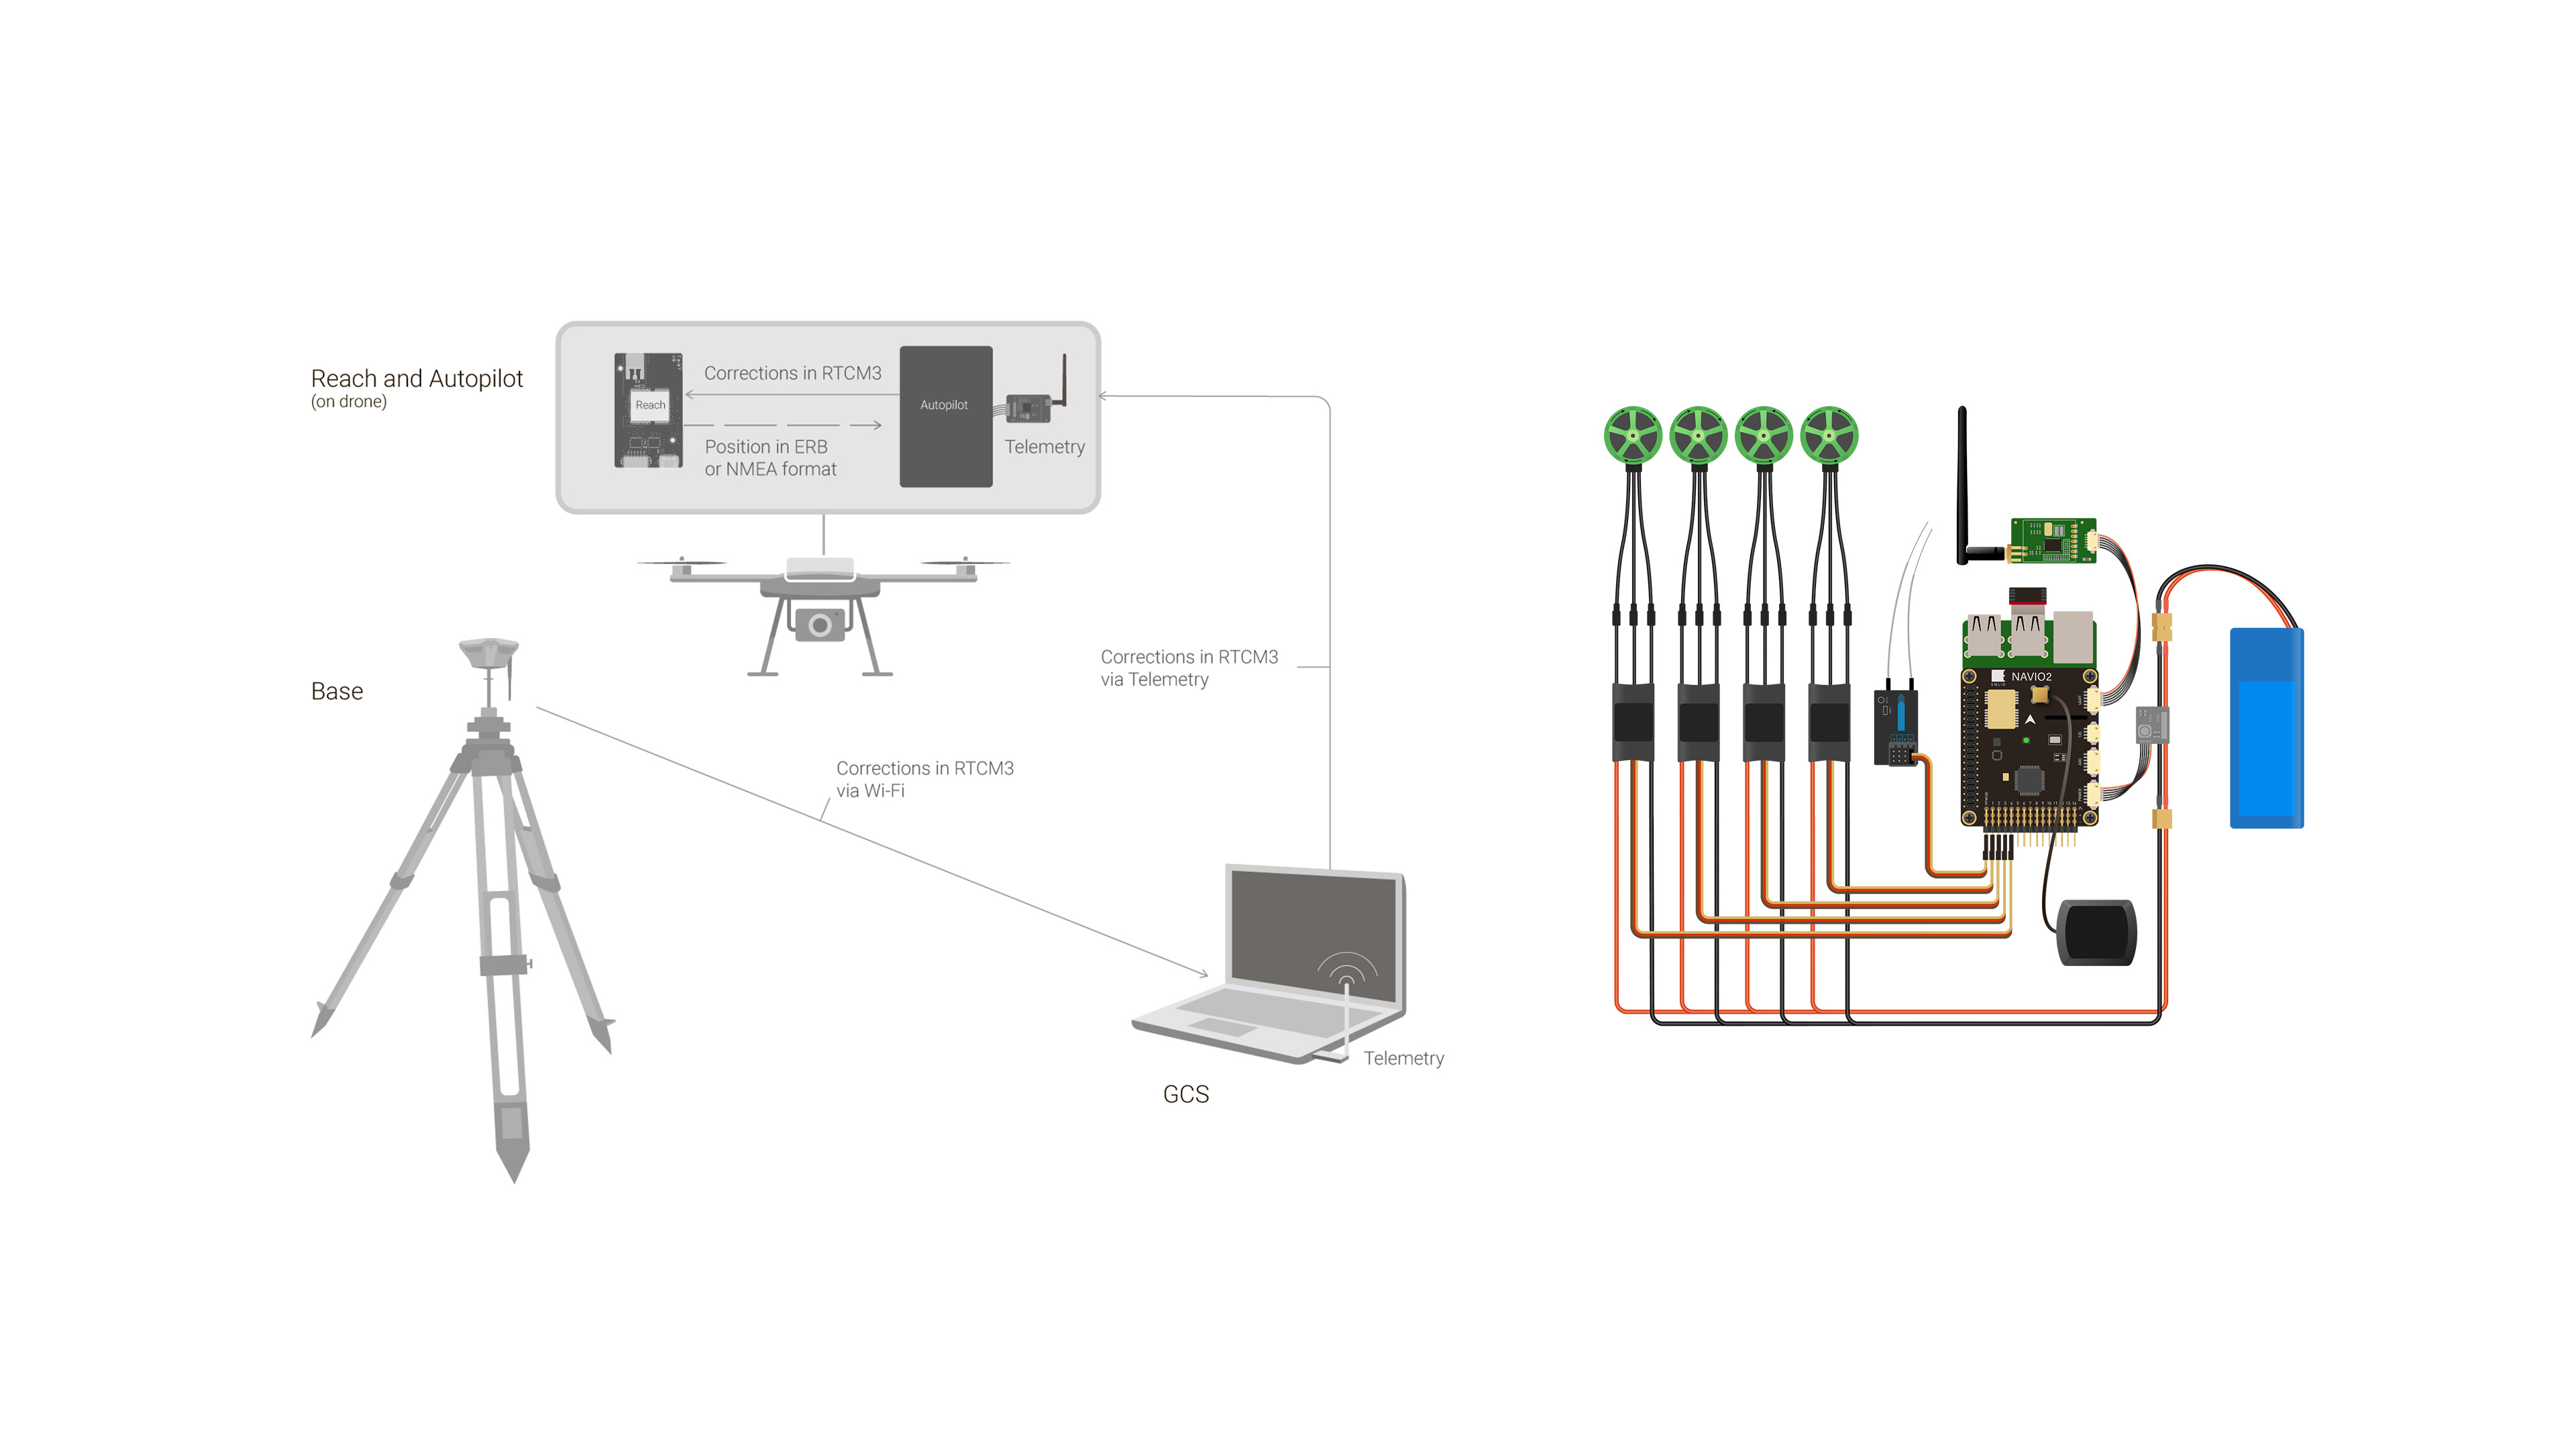 Reach and Autopilot
(on drone)
Reach
Corrections in RTCM3
Position in ERB
or NMEA format
Autopilot
Telemetry
Base
Corrections in RTCM3
via Telemetry
Corrections in RTCM3
via Wi-Fi
Telemetry
GCS
NAVIO2